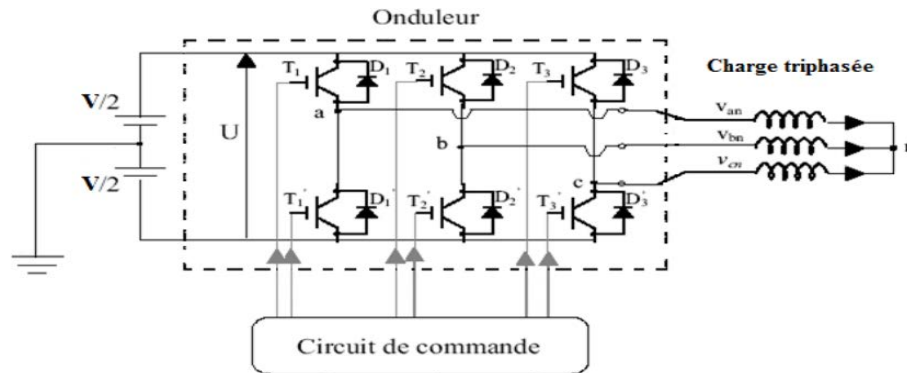 Onduleur
T1 D1 T2 D2 T3 D3
Charge triphasée
V/2
U
a
van
b
vbn
n
V/2
c
vcn
T1' D1' T2' D2' T3' D3'
Circuit de commande